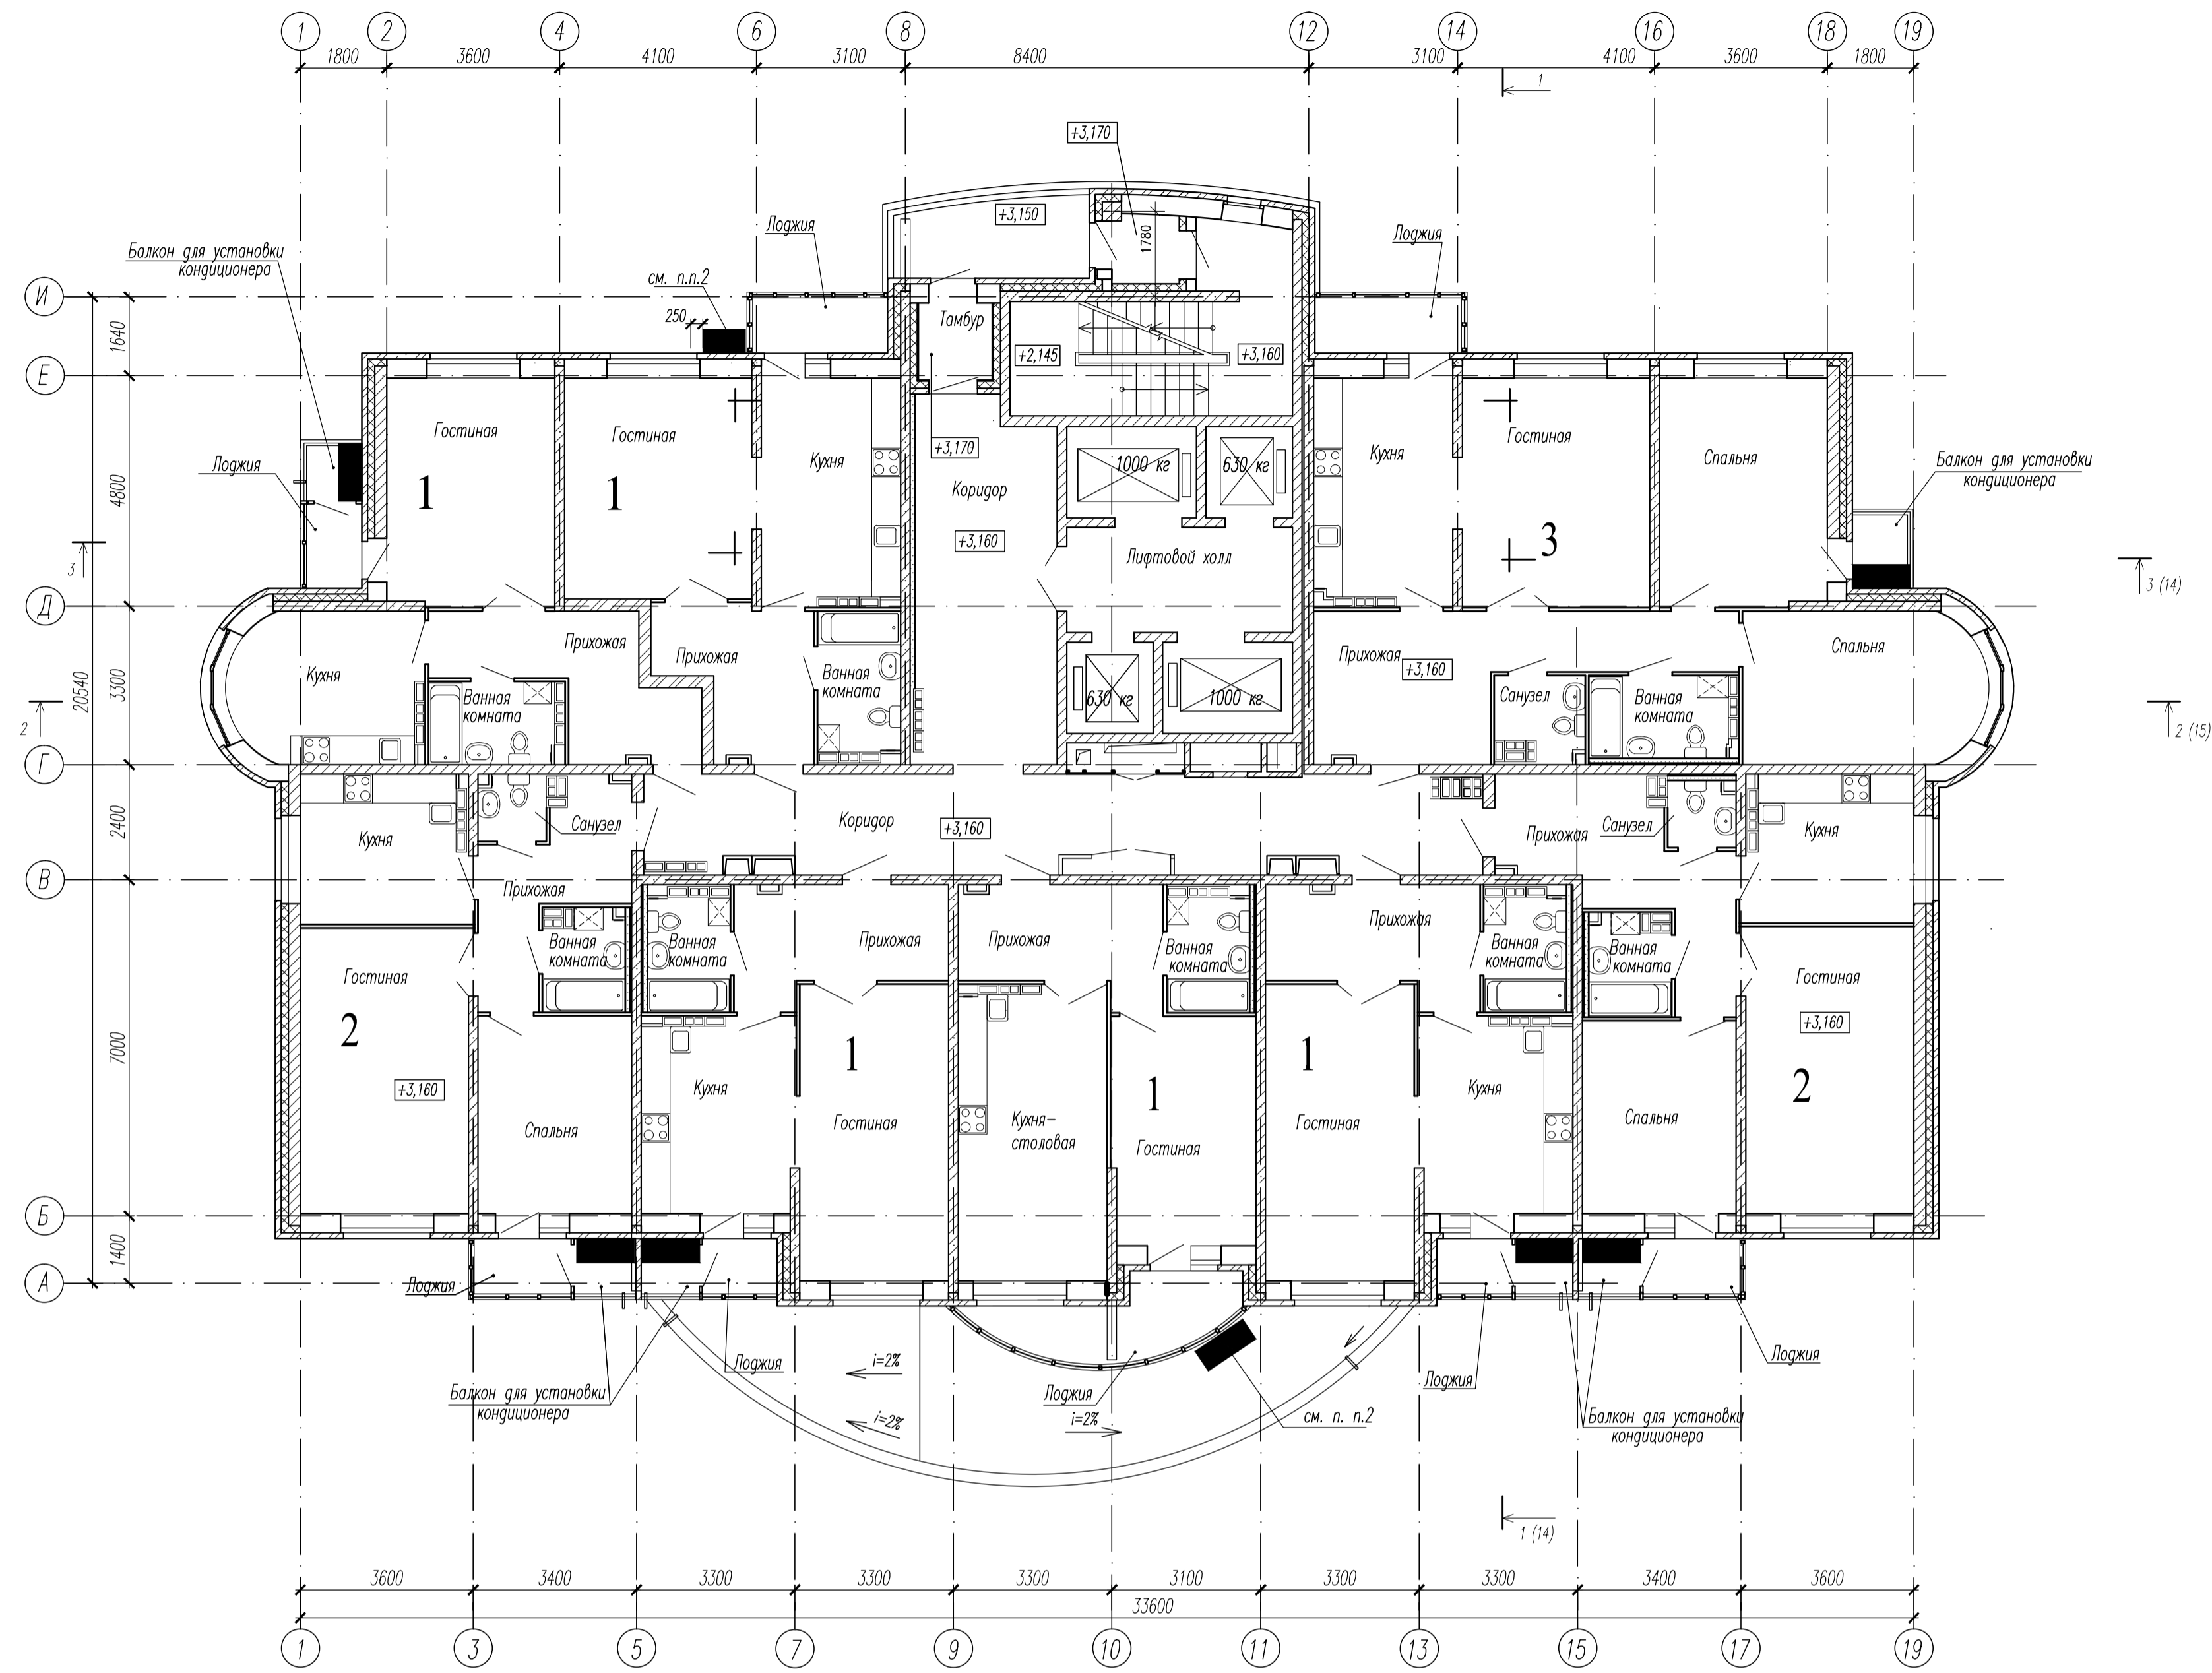 1 2 4 6 8 12 14 16 18 19
1800 3600 4100 3100 8400 3100 4100 3600 1800
1
+3,170
+3,150
Лоджия
Лоджия
1780
Балкон для установки
кондиционера
см. п.п.2
И
250
Тамбур
1640
+2,145
+3,160
Е
Гостиная
Гостиная
Кухня
+3,170
1000 кг
630 кг
Кухня
Гостиная
Спальня
Лоджия
Балкон для установки
кондиционера
4800
1
1
Коридор
+3,160
3
3
Лифтовой холл
3 (14)
Д
Прихожая
Прихожая
Прихожая
+3,160
Спальня
Кухня
Ванная
комната
Ванная
комната
630 кг
1000 кг
Санузел
Ванная
комната
20540
3300
2
2 (15)
Г
2400
Кухня
Санузел
Коридор
+3,160
Прихожая
Санузел
Кухня
В
Прихожая
Ванная
комната
Ванная
комната
Прихожая
Прихожая
Ванная
комната
Прихожая
Ванная
комната
Ванная
комната
Гостиная
Гостиная
2
+3,160
7000
1
1
1
2
+3,160
Кухня
Кухня
Спальня
Гостиная
Кухня-
столовая
Гостиная
Гостиная
Спальня
Б
1400
А
Лоджия
Лоджия
i=2%
Лоджия
Лоджия
Лоджия
Балкон для установки
кондиционера
i=2%
i=2%
см. п. п.2
Балкон для установки
кондиционера
1 (14)
3600 3400 3300 3300 3300 3100 3300 3300 3400 3600
33600
1 3 5 7 9 10 11 13 15 17 19